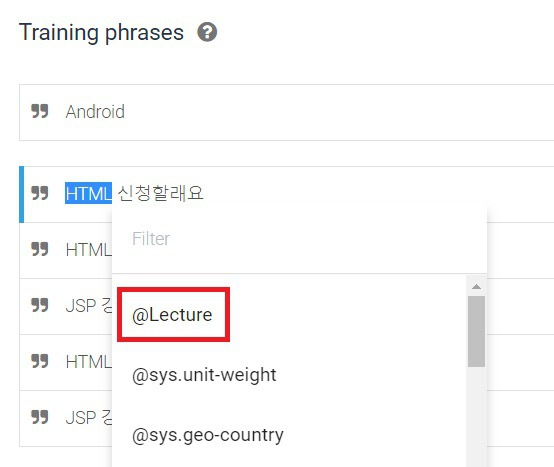 Training phrases ?
Android
HTML 신청할래요
Filter
HTML
@Lecture
JSP
@sys.unit-weight
HTML
@sys.geo-country
JSP